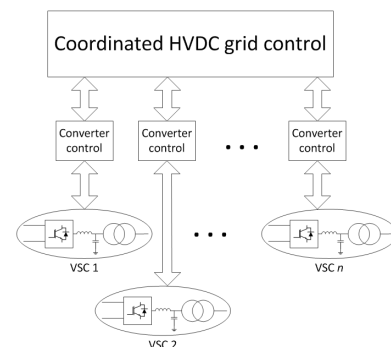 Coordinated HVDC grid control
Converter
control
Converter
control
Converter
control
VSC 1
VSC n
VSC 2